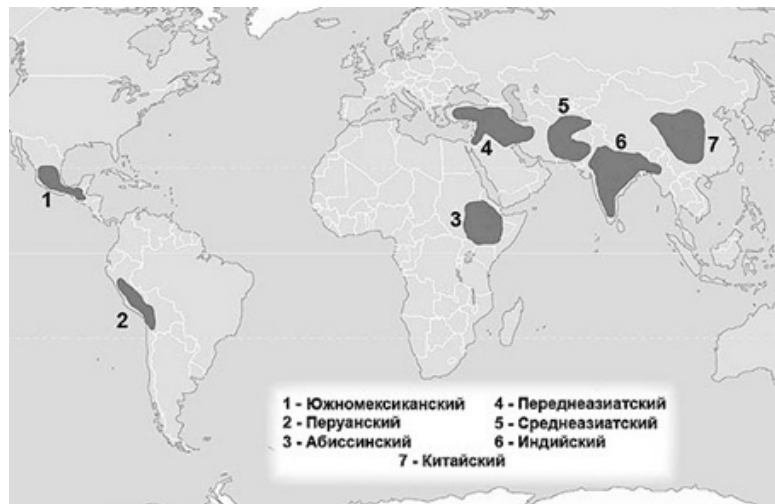 5
6
4
7
1
3
2
1 - Южномексиканский 4 - Переднеазиатский
2 - Перуанский 5 - Среднеазиатский
3 - Абиссинский 6 - Индийский
7 - Китайский